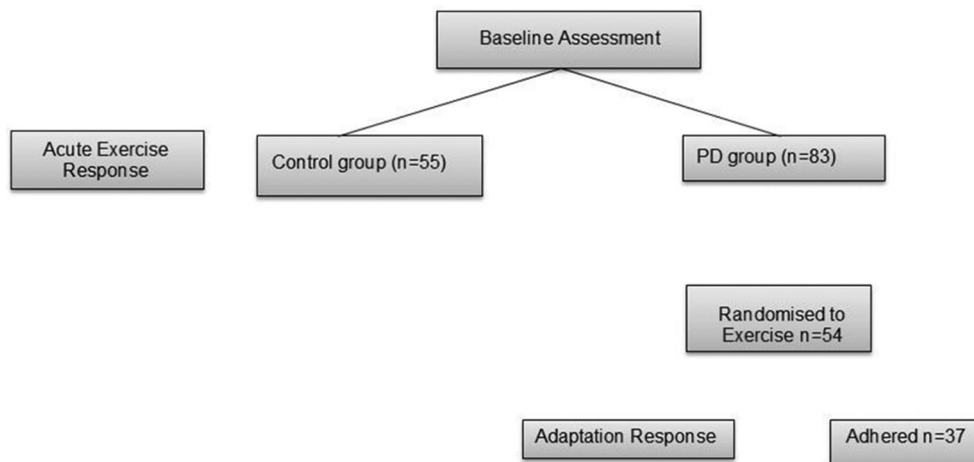 Baseline Assessment
Acute Exercise
Response
Control group (n=55)
PD group (n=83)
Randomised to
Exercise n=54
Adaptation Response
Adhered n=37